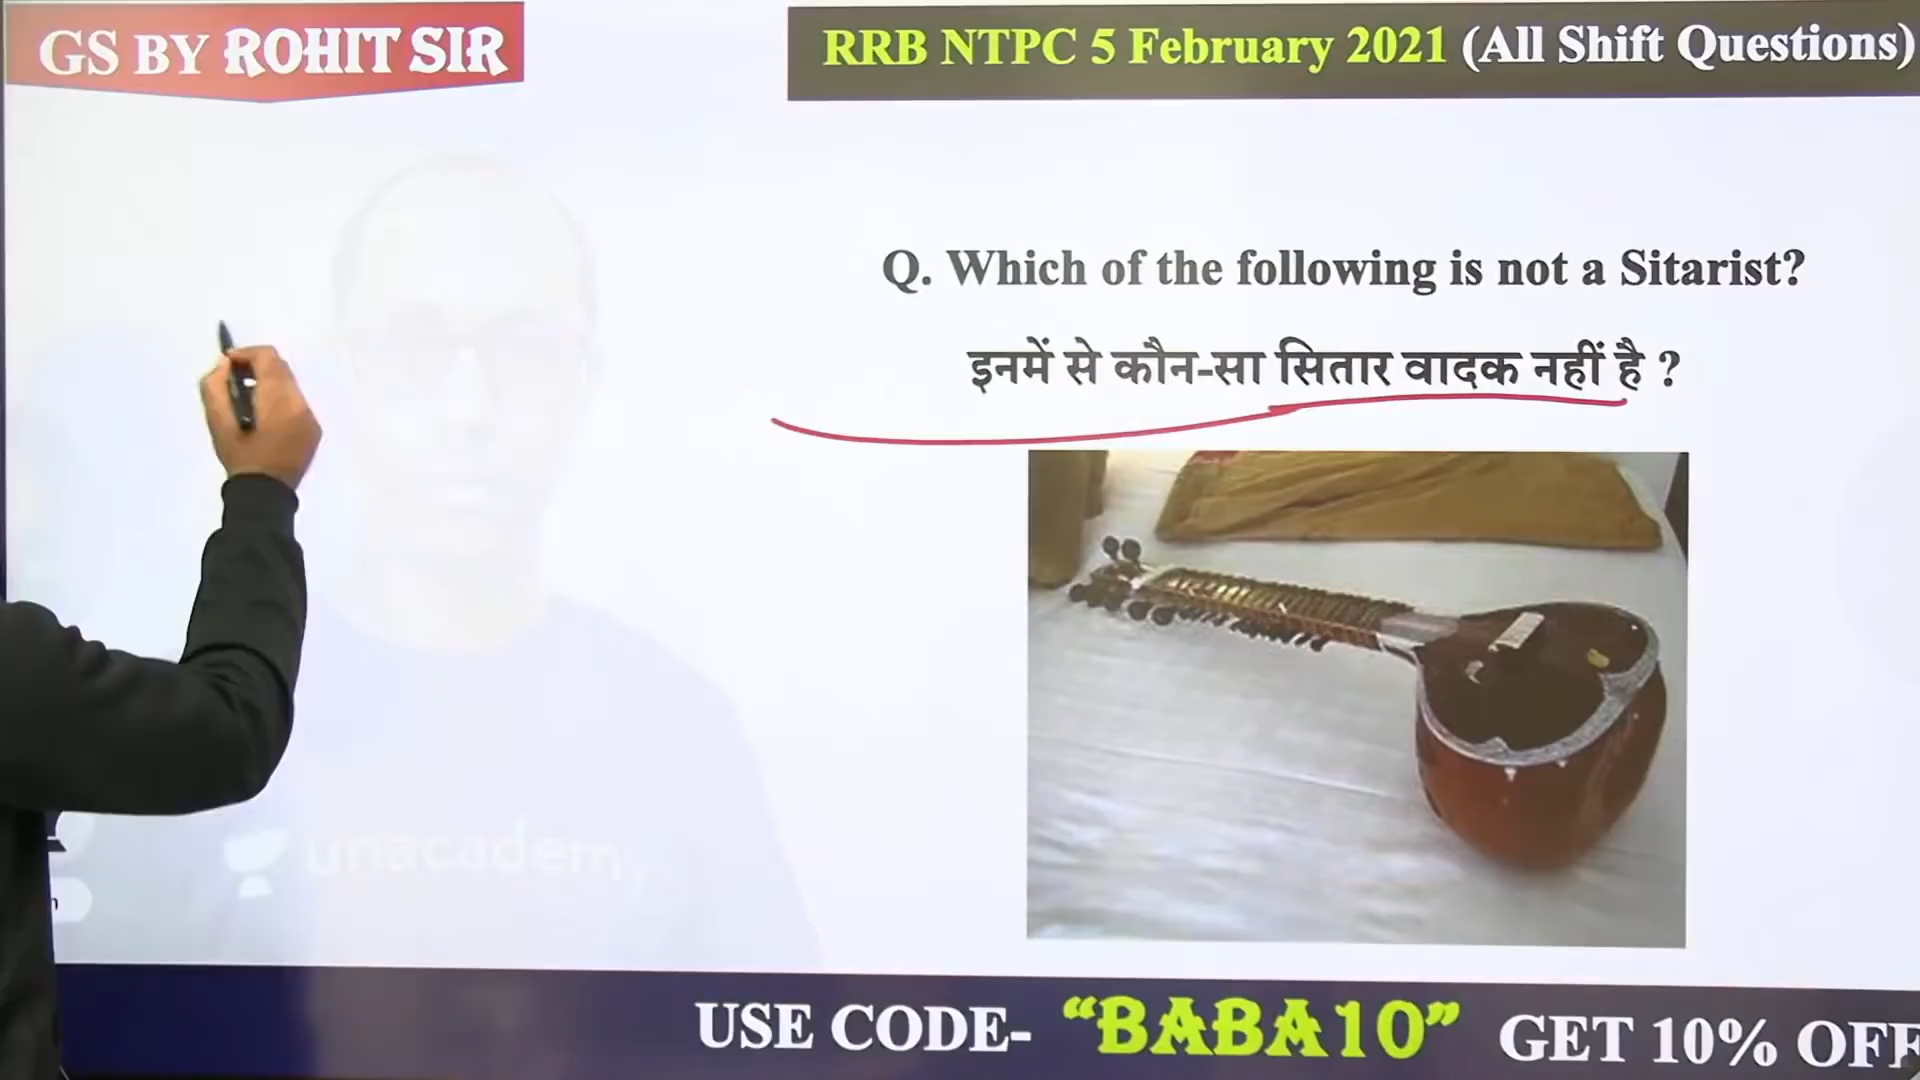 GS BY ROHIT SIR
RRB NTPC 5 February 2021 (All Shift Questions)
Q. Which of the following is not a Sitarist?
इनमें से कौन-सा सितार वादक नहीं है ?
unacademy
USE CODE- “BABA10” GET 10% OFF